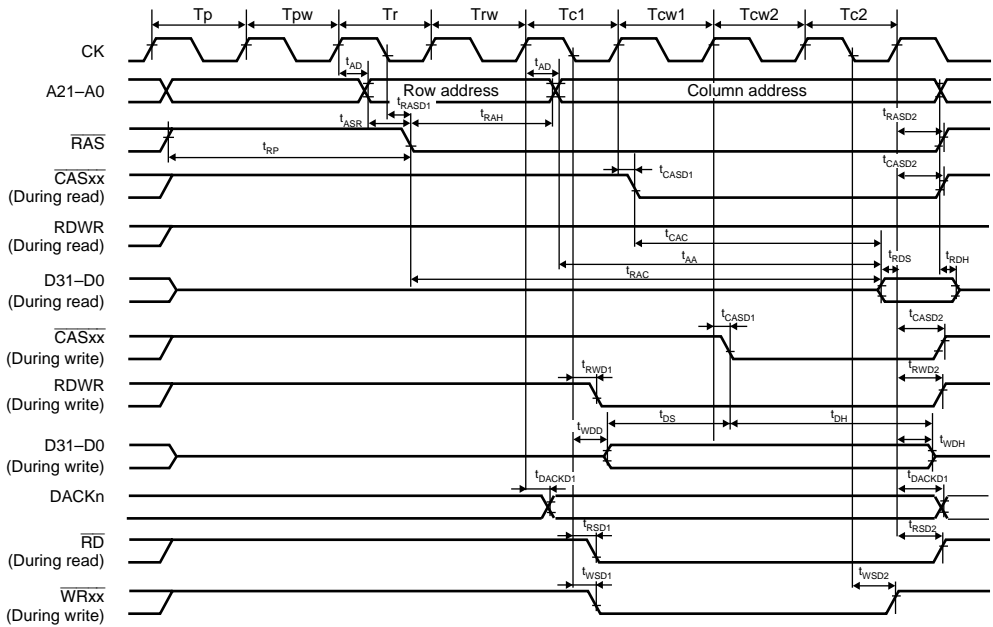 Tp Tpw Tr Trw Tc1 Tcw1 Tcw2 Tc2
CK
tAD tAD
A21–A0 Row address Column address
tRASD1 tRASD2
tASR tRAH
RAS
tRP
CASxx
(During read)
tCASD1 tCASD2
RDWR
(During read)
tCAC
tAA tRDS tRDH
D31–D0
(During read)
tRAC
CASxx
(During write)
tCASD1 tCASD2
RDWR
(During write)
tRWD1 tRWD2
tDS tDH
D31–D0
(During write)
tWDD tWDH
DACKn
tDACKD1 tDACKD1
RD
(During read)
tRSD1 tRSD2
WRxx
(During write)
tWSD1 tWSD2